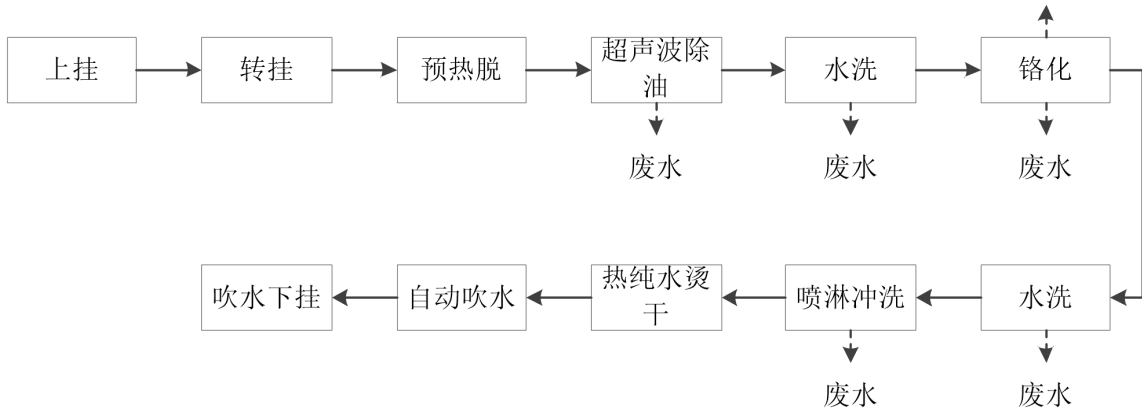 上挂
转挂
预热脱
超声波除
油
水洗
铬化
废水
废水
废水
水洗
喷淋冲洗
热纯水烫
干
自动吹水
吹水下挂
废水
废水